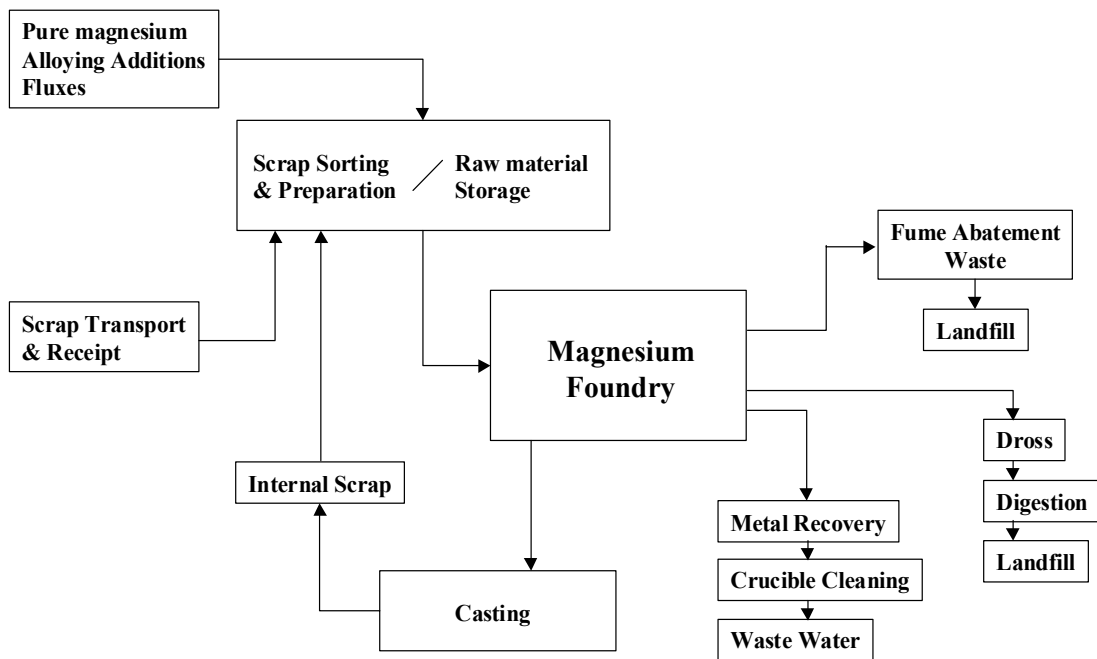 Pure magnesium
Alloying Additions
Fluxes
Scrap Sorting
& Preparation
/
Raw material
Storage
Fume Abatement
Waste
Landfill
Scrap Transport
& Receipt
Magnesium
Foundry
Dross
Internal Scrap
Digestion
Metal Recovery
Landfill
Crucible Cleaning
Casting
Waste Water